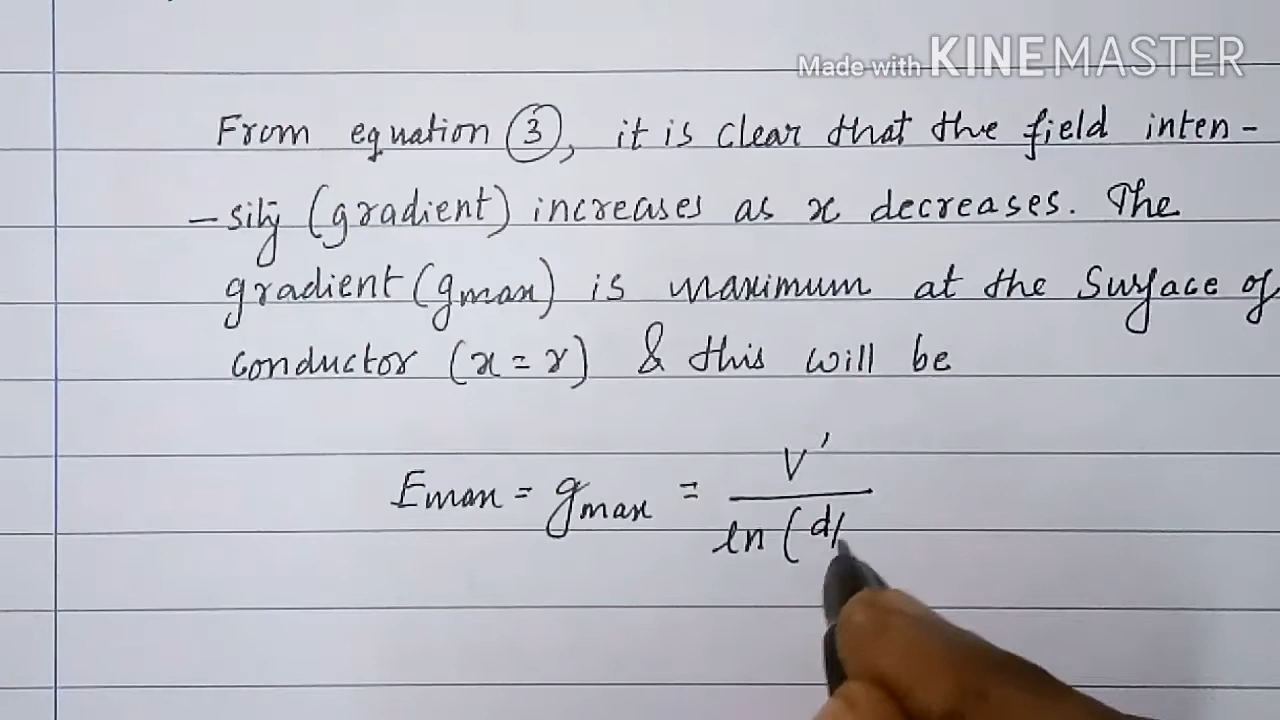 Made with KINEMASTER
From equation ③, it is clear that the field inten-
-sity (gradient) increases as x decreases. The
gradient (gmax) is maximum at the Surface of
conductor (x = r) & this will be
Emax = gmax = V' / ln (d/